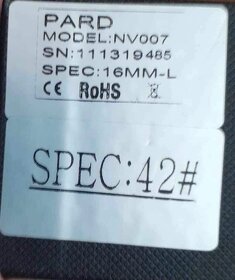 PARD
MODEL:NV007
SN:111319485
SPEC:16MM-L
CE RoHS
SPEC:42#